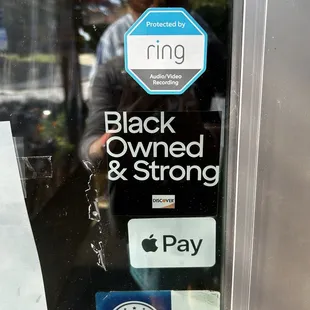 Protected by
ring
Audio/Video
Recording
Black
Owned
& Strong
DISCOVER
Pay